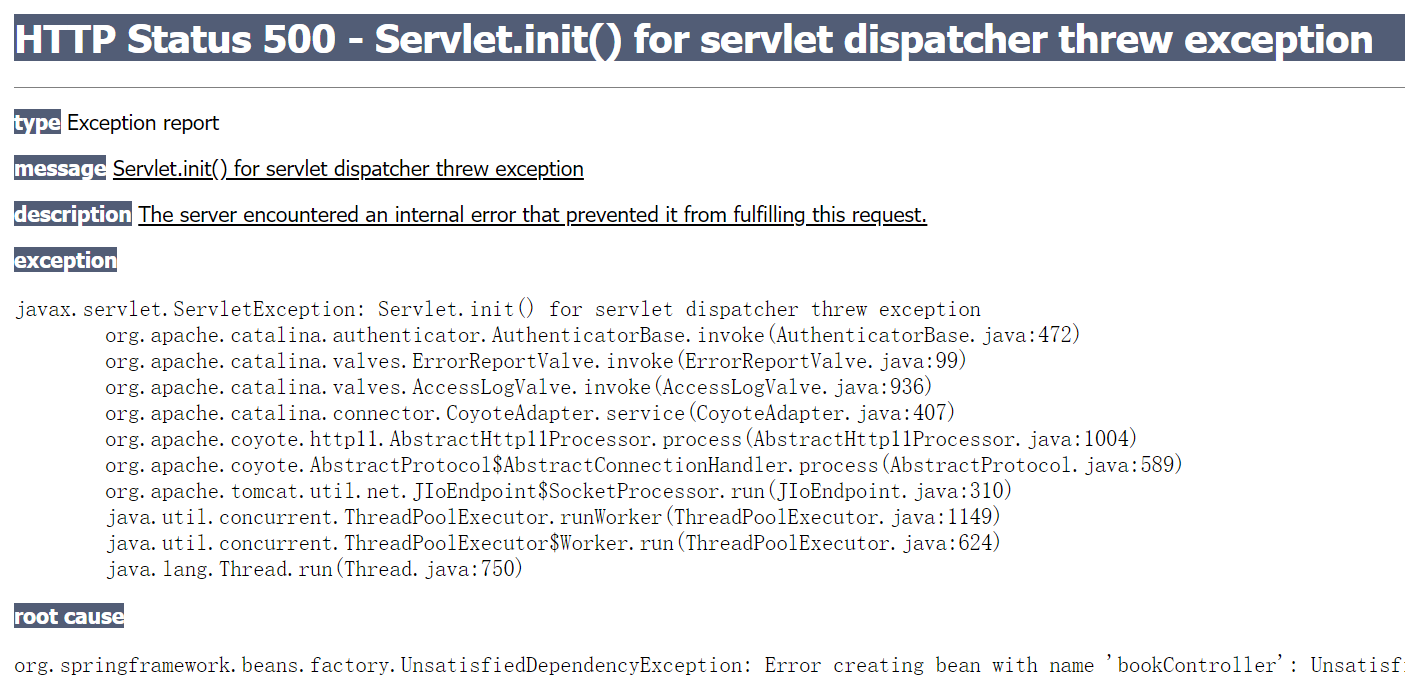 HTTP Status 500 - Servlet.init() for servlet dispatcher threw exception
type Exception report
message Servlet.init() for servlet dispatcher threw exception
description The server encountered an internal error that prevented it from fulfilling this request.
exception
javax.servlet.ServletException: Servlet.init() for servlet dispatcher threw exception
org.apache.catalina.authenticator.AuthenticatorBase.invoke(AuthenticatorBase.java:472)
org.apache.catalina.valves.ErrorReportValve.invoke(ErrorReportValve.java:99)
org.apache.catalina.valves.AccessLogValve.invoke(AccessLogValve.java:936)
org.apache.catalina.connector.CoyoteAdapter.service(CoyoteAdapter.java:407)
org.apache.coyote.http11.AbstractHttp11Processor.process(AbstractHttp11Processor.java:1004)
org.apache.coyote.AbstractProtocol$AbstractConnectionHandler.process(AbstractProtocol.java:589)
org.apache.tomcat.util.net.JIoEndpoint$SocketProcessor.run(JIoEndpoint.java:310)
java.util.concurrent.ThreadPoolExecutor.runWorker(ThreadPoolExecutor.java:1149)
java.util.concurrent.ThreadPoolExecutor$Worker.run(ThreadPoolExecutor.java:624)
java.lang.Thread.run(Thread.java:750)
root cause
org.springframework.beans.factory.UnsatisfiedDependencyException: Error creating bean with name 'bookController': Unsatisf